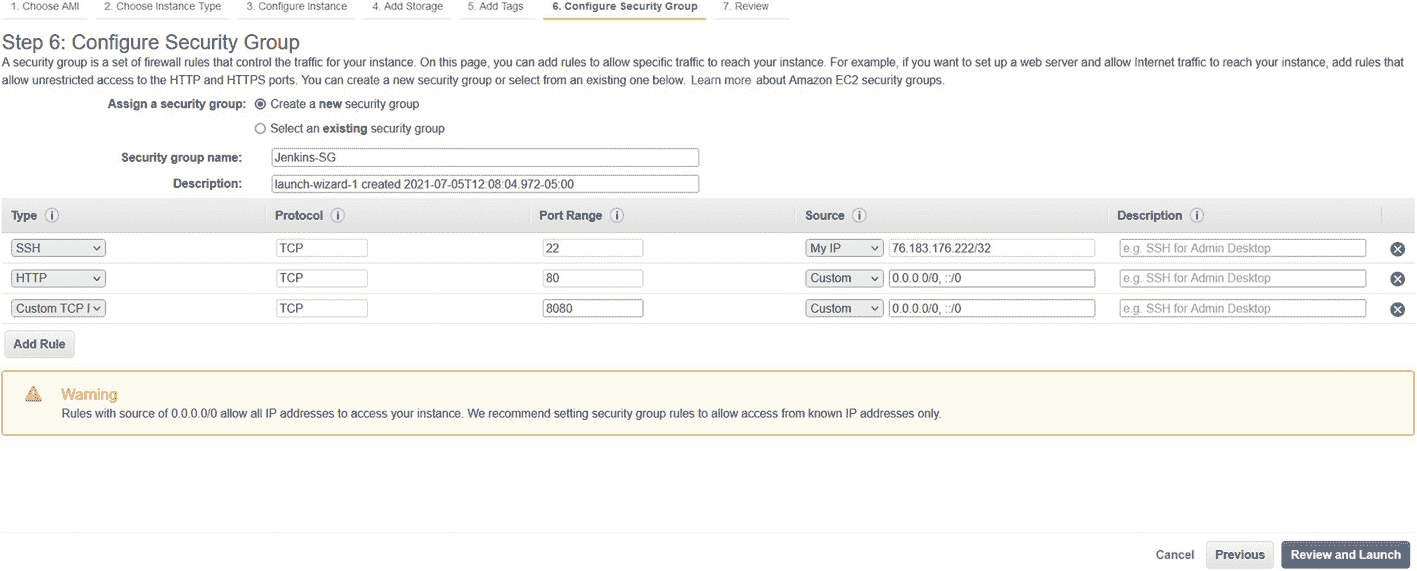 1. Choose AMI 2. Choose Instance Type 3. Configure Instance 4. Add Storage 5. Add Tags 6. Configure Security Group 7. Review
Step 6: Configure Security Group
A security group is a set of firewall rules that control the traffic for your instance. On this page, you can add rules to allow specific traffic to reach your instance. For example, if you want to set up a web server and allow Internet traffic to reach your instance, add rules that
allow unrestricted access to the HTTP and HTTPS ports. You can create a new security group or select from an existing one below. Learn more about Amazon EC2 security groups.
Assign a security group: Create a new security group
Select an existing security group
Security group name: Jenkins-SG
Description: launch-wizard-1 created 2021-07-05T12:08:04.972-05:00
Type i Protocol i Port Range i Source i Description i
SSH TCP 22 My IP 76.183.176.222/32 e.g. SSH for Admin Desktop
HTTP TCP 80 Custom 0.0.0.0/0, ::/0 e.g. SSH for Admin Desktop
Custom TCP TCP 8080 Custom 0.0.0.0/0, ::/0 e.g. SSH for Admin Desktop
Add Rule
Warning
Rules with source of 0.0.0.0/0 allow all IP addresses to access your instance. We recommend setting security group rules to allow access from known IP addresses only.
Cancel Previous Review and Launch